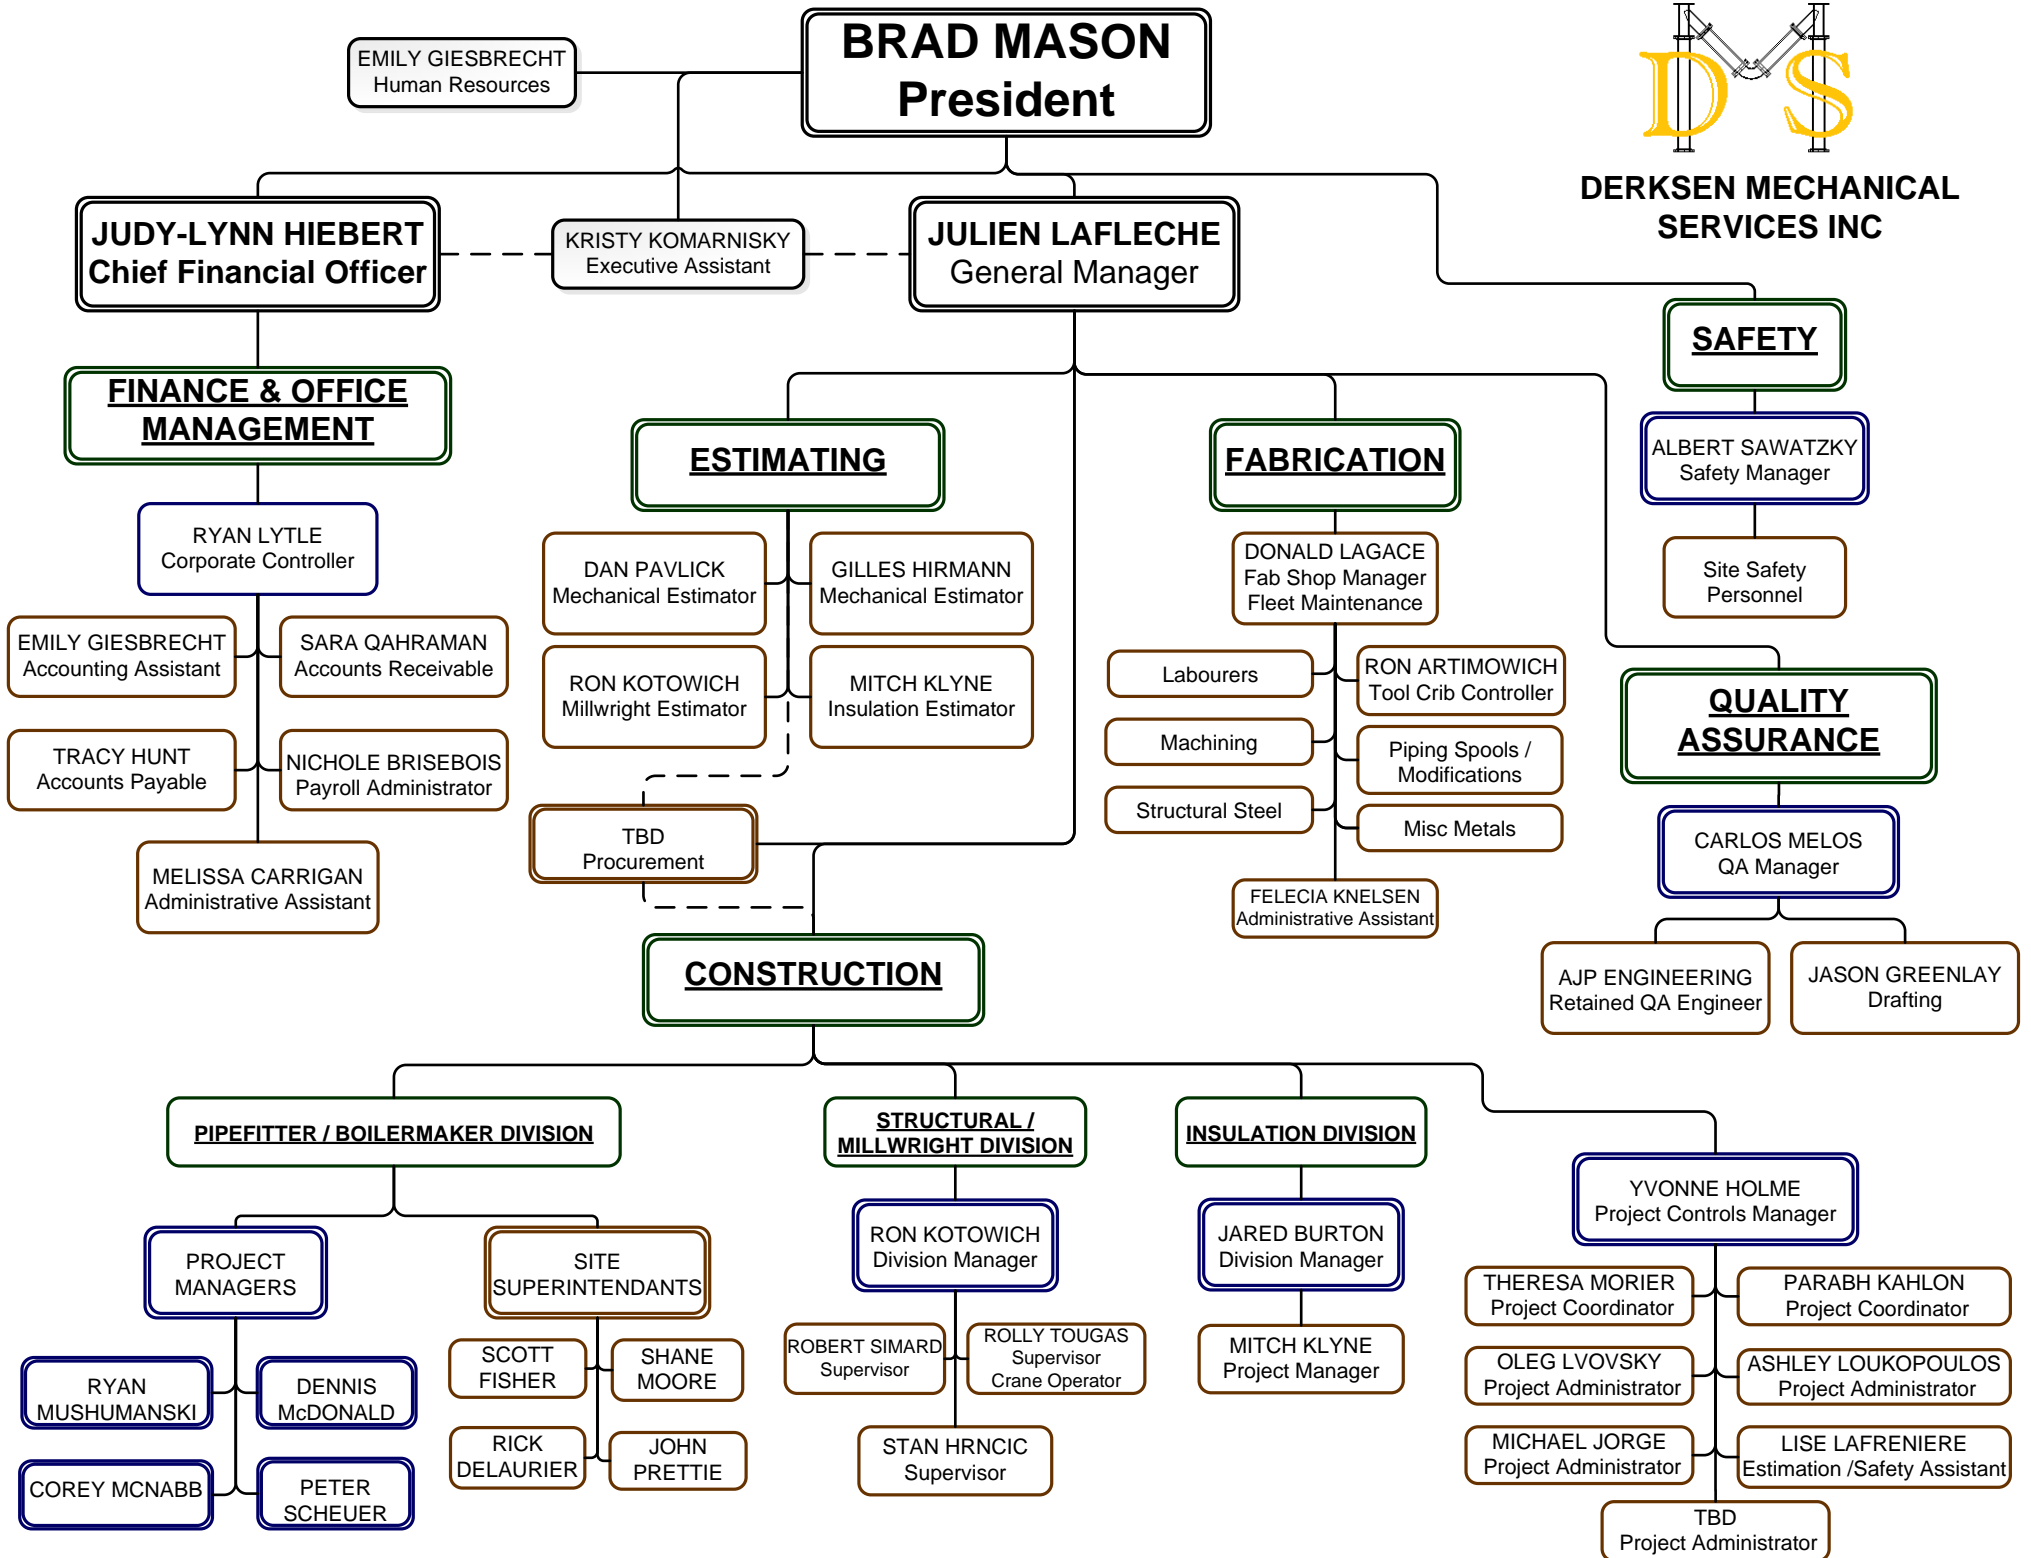 EMILY GIESBRECHT
Human Resources
BRAD MASON
President
D S
DERKSEN MECHANICAL
SERVICES INC
JUDY-LYNN HIEBERT
Chief Financial Officer
KRISTY KOMARNISKY
Executive Assistant
JULIEN LAFLECHE
General Manager
SAFETY
ALBERT SAWATZKY
Safety Manager
Site Safety
Personnel
FINANCE & OFFICE
MANAGEMENT
RYAN LYTLE
Corporate Controller
EMILY GIESBRECHT
Accounting Assistant
SARA QAHRAMAN
Accounts Receivable
TRACY HUNT
Accounts Payable
NICHOLE BRISEBOIS
Payroll Administrator
MELISSA CARRIGAN
Administrative Assistant
ESTIMATING
DAN PAVLICK
Mechanical Estimator
GILLES HIRMANN
Mechanical Estimator
RON KOTOWICH
Millwright Estimator
MITCH KLYNE
Insulation Estimator
TBD
Procurement
FABRICATION
DONALD LAGACE
Fab Shop Manager
Fleet Maintenance
Labourers
RON ARTIMOWICH
Tool Crib Controller
Machining
Piping Spools /
Modifications
Structural Steel
Misc Metals
FELECIA KNELSEN
Administrative Assistant
QUALITY
ASSURANCE
CARLOS MELOS
QA Manager
AJP ENGINEERING
Retained QA Engineer
JASON GREENLAY
Drafting
CONSTRUCTION
PIPEFITTER / BOILERMAKER DIVISION
PROJECT
MANAGERS
RYAN
MUSHUMANSKI
DENNIS
McDONALD
COREY MCNABB
PETER
SCHEUER
SITE
SUPERINTENDANTS
SCOTT
FISHER
SHANE
MOORE
RICK
DELAURIER
JOHN
PRETTIE
STRUCTURAL /
MILLWRIGHT DIVISION
RON KOTOWICH
Division Manager
ROBERT SIMARD
Supervisor
ROLLY TOUGAS
Supervisor
Crane Operator
STAN HRNCIC
Supervisor
INSULATION DIVISION
JARED BURTON
Division Manager
MITCH KLYNE
Project Manager
YVONNE HOLME
Project Controls Manager
THERESA MORIER
Project Coordinator
PARABH KAHLON
Project Coordinator
OLEG LVOVSKY
Project Administrator
ASHLEY LOUKOPOULOS
Project Administrator
MICHAEL JORGE
Project Administrator
LISE LAFRENIERE
Estimation /Safety Assistant
TBD
Project Administrator